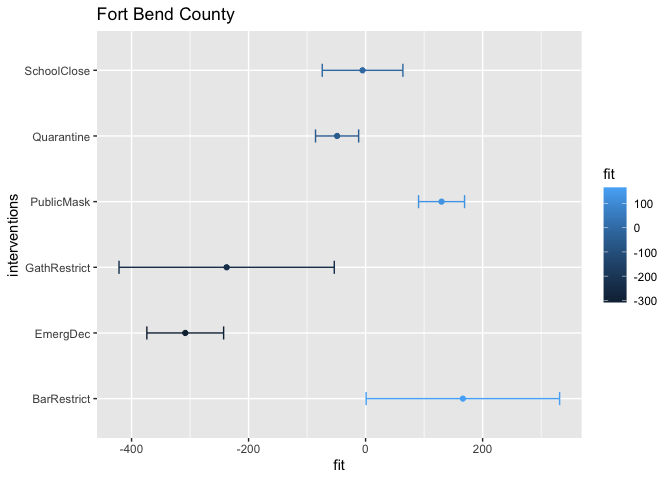 Fort Bend County
SchoolClose
Quarantine
PublicMask
GathRestrict
EmergDec
BarRestrict
interventions
-400
-200
0
200
fit
fit
100
0
-100
-200
-300